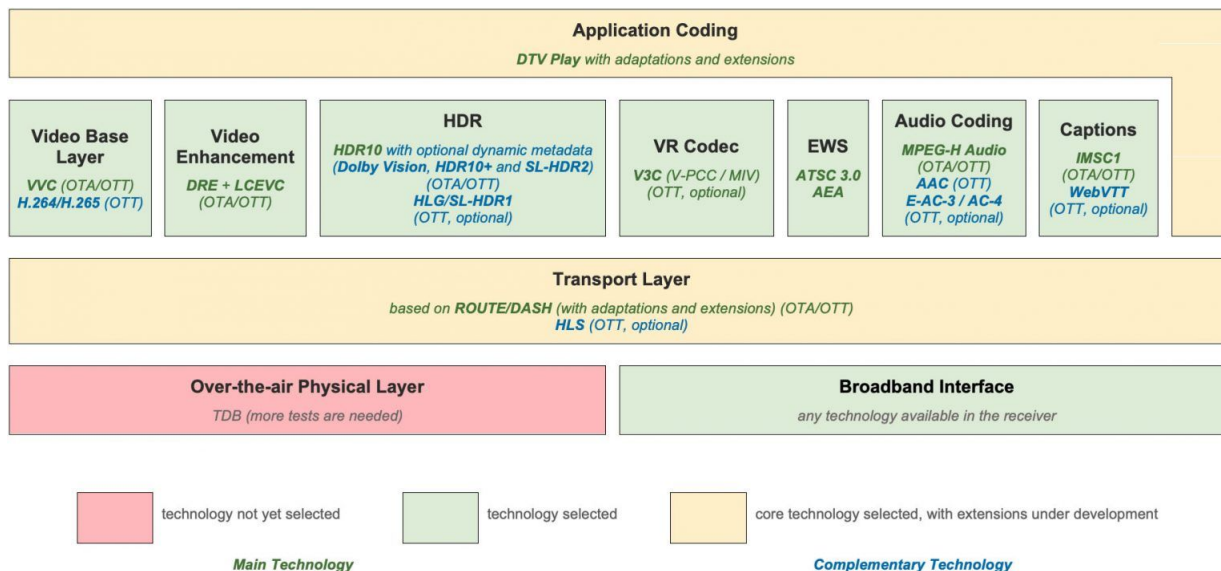 Application Coding
DTV Play with adaptations and extensions
Video Base
Layer
VVC (OTA/OTT)
H.264/H.265 (OTT)
Video
Enhancement
DRE + LCEVC
(OTA/OTT)
HDR
HDR10 with optional dynamic metadata
(Dolby Vision, HDR10+ and SL-HDR2)
(OTA/OTT)
HLG/SL-HDR1
(OTT, optional)
VR Codec
V3C (V-PCC / MIV)
(OTT, optional)
EWS
ATSC 3.0
AEA
Audio Coding
MPEG-H Audio
(OTA/OTT)
AAC (OTT)
E-AC-3 / AC-4
(OTT, optional)
Captions
IMSC1
(OTA/OTT)
WebVTT
(OTT, optional)
Transport Layer
based on ROUTE/DASH (with adaptations and extensions) (OTA/OTT)
HLS (OTT, optional)
Over-the-air Physical Layer
TDB (more tests are needed)
Broadband Interface
any technology available in the receiver
technology not yet selected
technology selected
core technology selected, with extensions under development
Main Technology
Complementary Technology